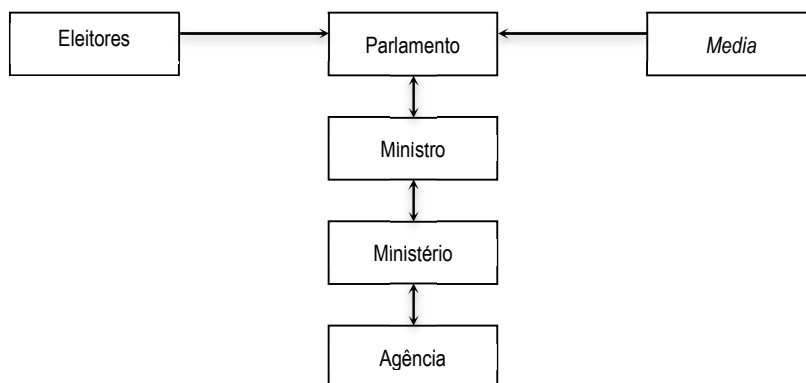 Eleitores
Parlamento
Media
Ministro
Ministério
Agência